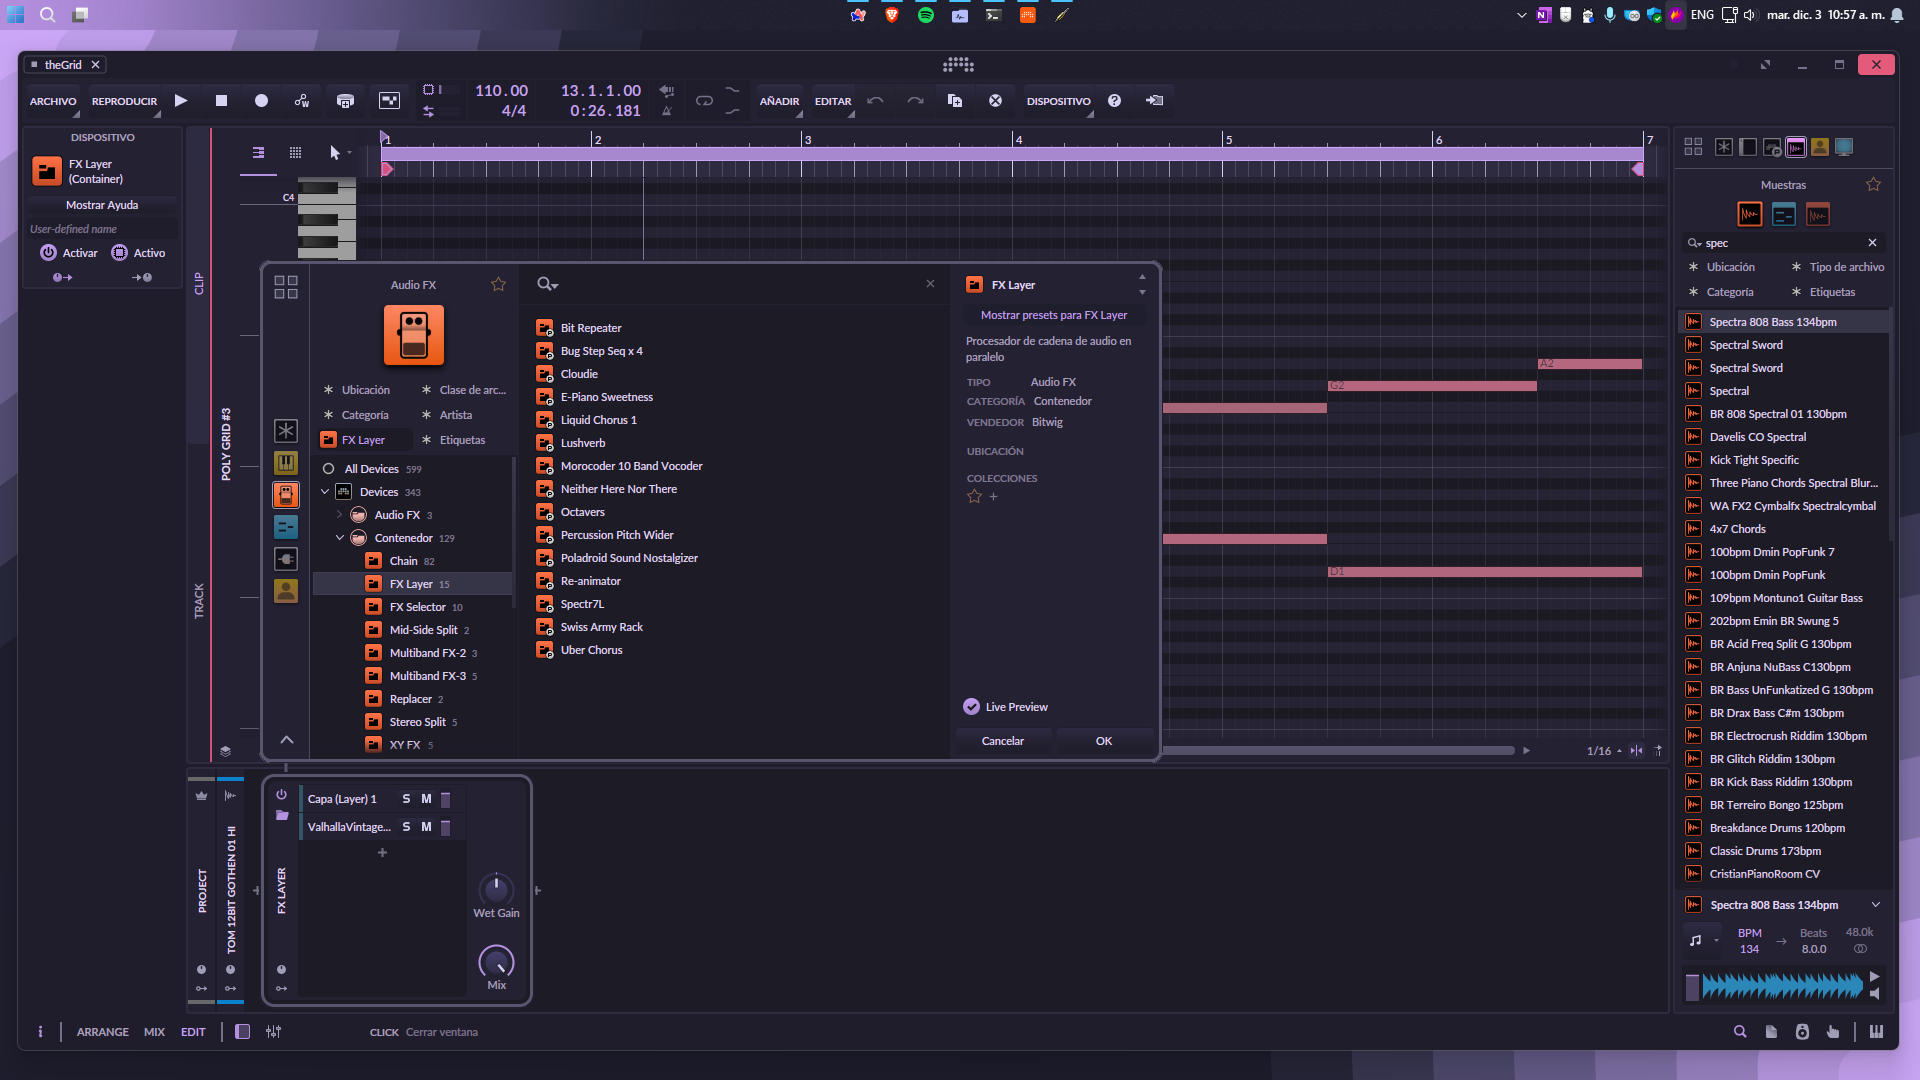 ENG
mar. dic. 3 10:57 a. m.
theGrid
ARCHIVO
REPRODUCIR
110.00
4/4
13.1.1.00
0:26.181
AÑADIR
EDITAR
DISPOSITIVO
DISPOSITIVO
FX Layer
(Container)
Mostrar Ayuda
User-defined name
Activar
Activo
CLIP
POLY GRID #3
TRACK
1
2
3
4
5
6
7
C4
G2
A2
D1
1/16
Audio FX
Ubicación
Clase de arc...
Categoría
Artista
FX Layer
Etiquetas
All Devices 599
Devices 343
Audio FX 3
Contenedor 129
Chain 82
FX Layer 15
FX Selector 10
Mid-Side Split 2
Multiband FX-2 3
Multiband FX-3 5
Replacer 2
Stereo Split 5
XY FX 5
Bit Repeater
Bug Step Seq x 4
Cloudie
E-Piano Sweetness
Liquid Chorus 1
Lushverb
Morocoder 10 Band Vocoder
Neither Here Nor There
Octavers
Percussion Pitch Wider
Poladroid Sound Nostalgizer
Re-animator
Spectr7L
Swiss Army Rack
Uber Chorus
FX Layer
Mostrar presets para FX Layer
Procesador de cadena de audio en
paralelo
TIPO Audio FX
CATEGORÍA Contenedor
VENDEDOR Bitwig
UBICACIÓN
COLECCIONES
Live Preview
Cancelar
OK
Muestras
spec
Ubicación
Tipo de archivo
Categoría
Etiquetas
Spectra 808 Bass 134bpm
Spectral Sword
Spectral Sword
Spectral
BR 808 Spectral 01 130bpm
Davelis CO Spectral
Kick Tight Specific
Three Piano Chords Spectral Blur...
WA FX2 Cymbalfx Spectralcymbal
4x7 Chords
100bpm Dmin PopFunk 7
100bpm Dmin PopFunk
109bpm Montuno1 Guitar Bass
202bpm Emin BR Swung 5
BR Acid Freq Split G 130bpm
BR Anjuna NuBass C130bpm
BR Bass UnFunkatized G 130bpm
BR Drax Bass C#m 130bpm
BR Electrocrush Riddim 130bpm
BR Glitch Riddim 130bpm
BR Kick Bass Riddim 130bpm
BR Terreiro Bongo 125bpm
Breakdance Drums 120bpm
Classic Drums 173bpm
CristianPianoRoom CV
Spectra 808 Bass 134bpm
BPM
134
Beats
8.0.0
48.0k
PROJECT
TOM 12BIT GOTHEN 01 HI
FX LAYER
Capa (Layer) 1 S M
ValhallaVintage... S M
Wet Gain
Mix
ARRANGE
MIX
EDIT
CLICK Cerrar ventana